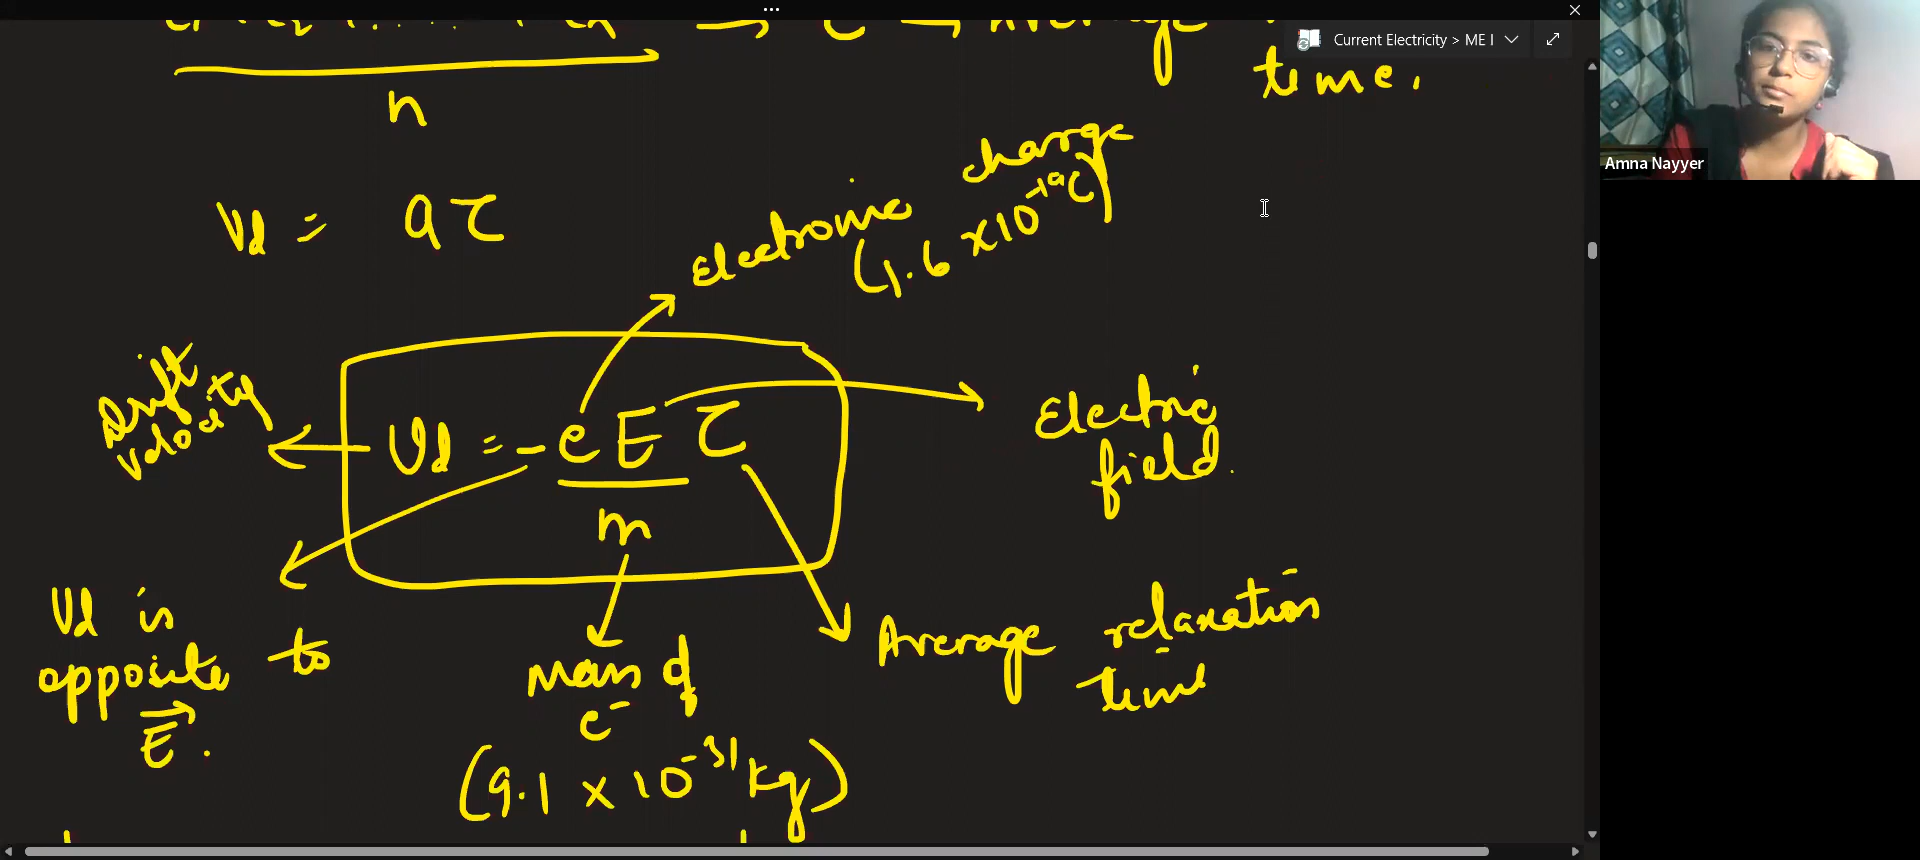 Current Electricity > ME I
Average
time.
n
Vd = aτ
Electronic charge
(1.6 × 10⁻¹⁹C)
Drift
velocity
Vd = - e E τ
m
Electric
field.
Vd is
opposite to
E⃗ .
Mass of
e⁻
(9.1 × 10⁻³¹ kg)
Average relaxation
time
Amna Nayyer